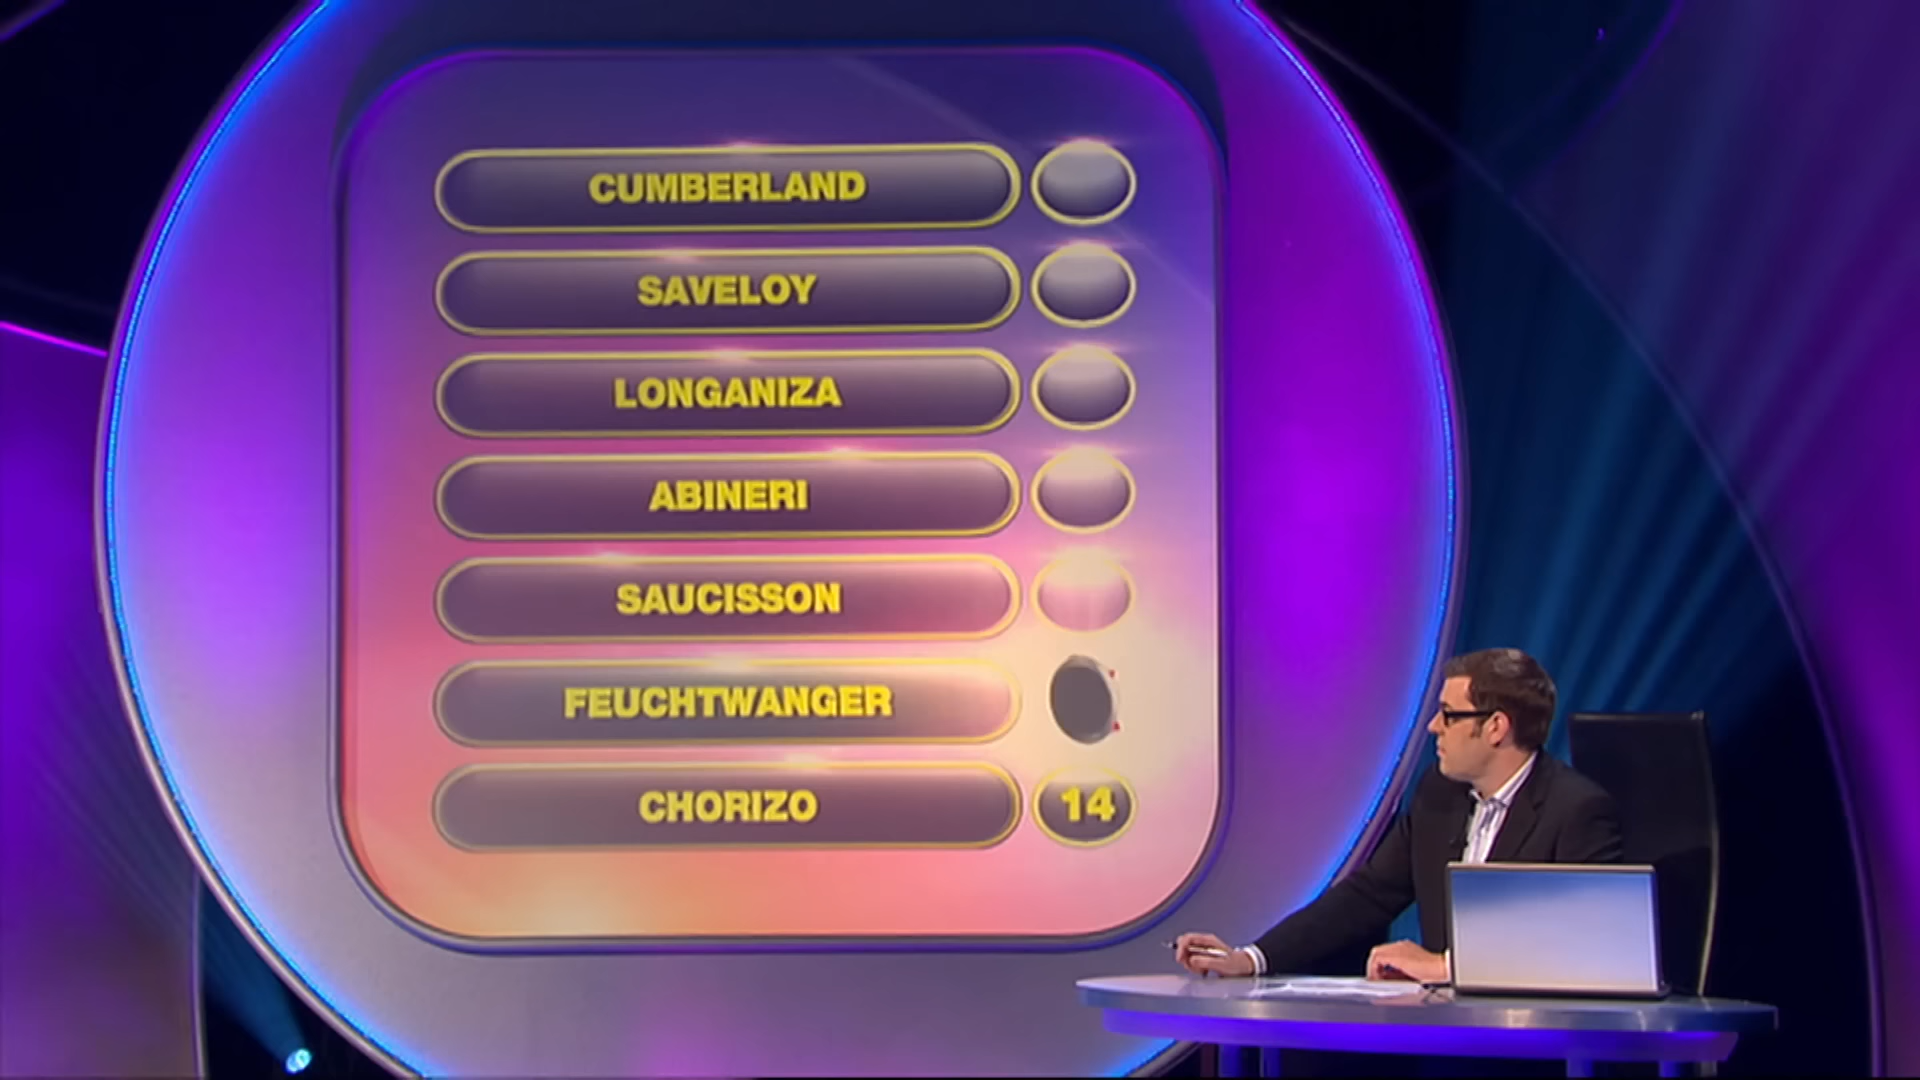 CUMBERLAND
SAVELOY
LONGANIZA
ABINERI
SAUCISSON
FEUCHTWANGER
CHORIZO 14